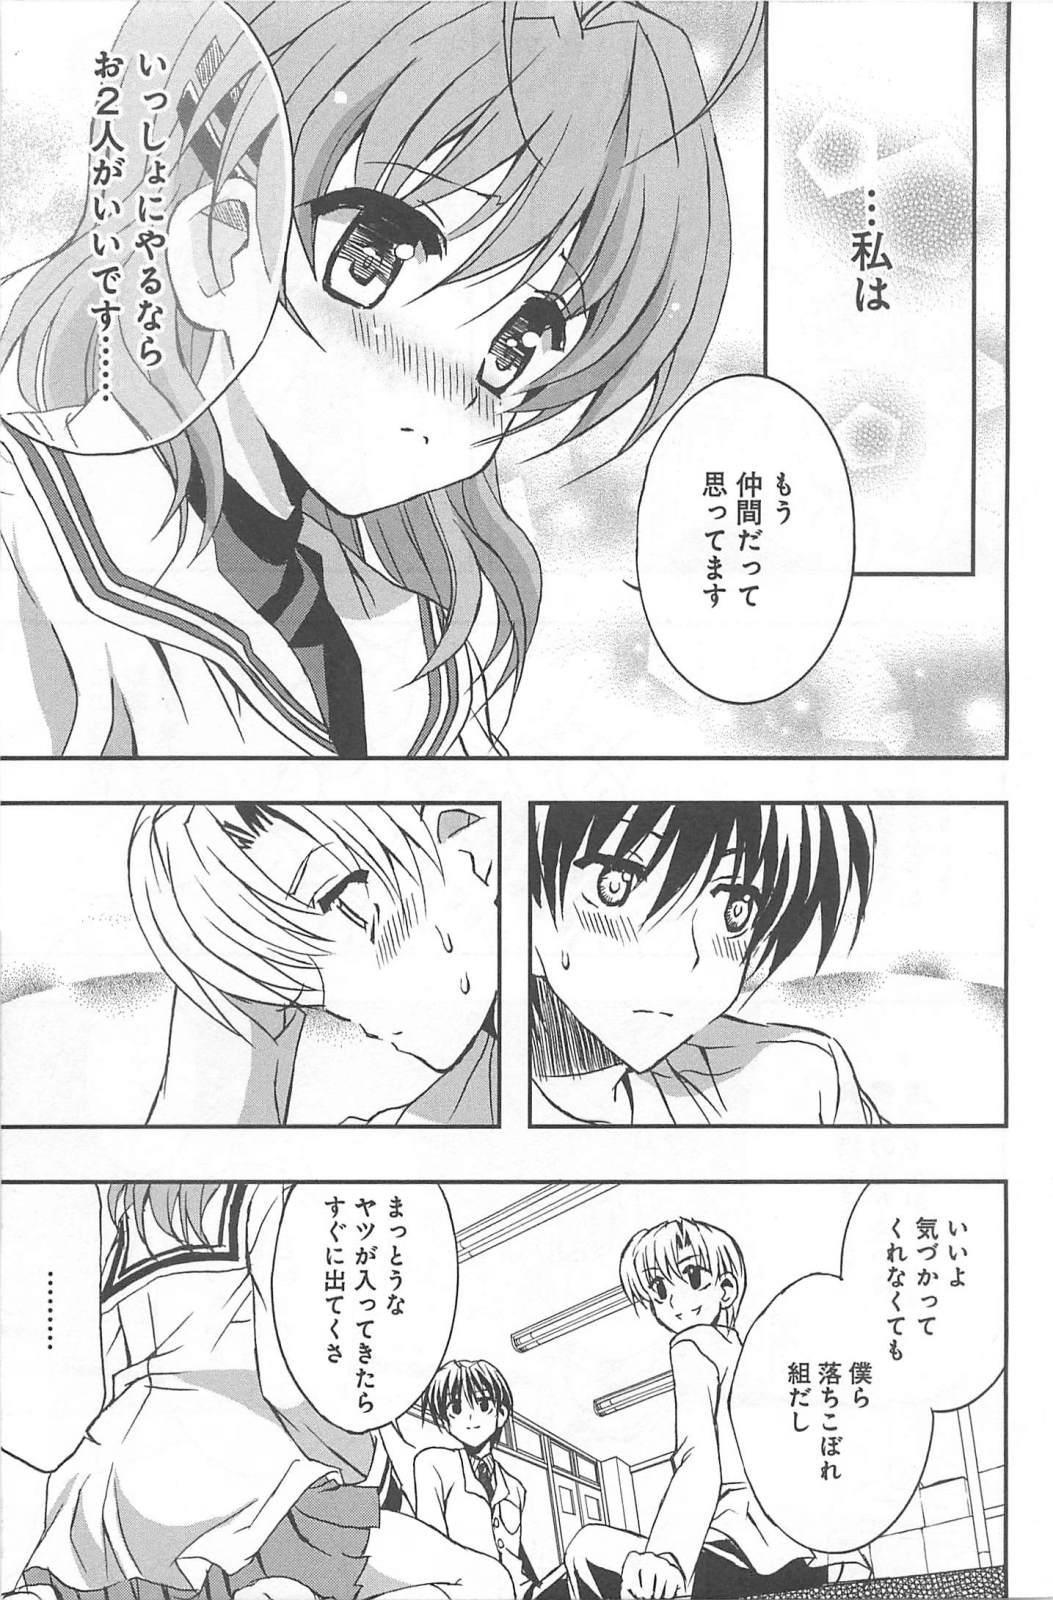 …私は
もう
仲間だって
思ってます
いっしょにやるなら
お2人がいいです………
いいよ
気づかって
くれなくても
僕ら
落ちこぼれ
組だし
まっとうな
ヤツが入ってきたら
すぐに出てくさ
………